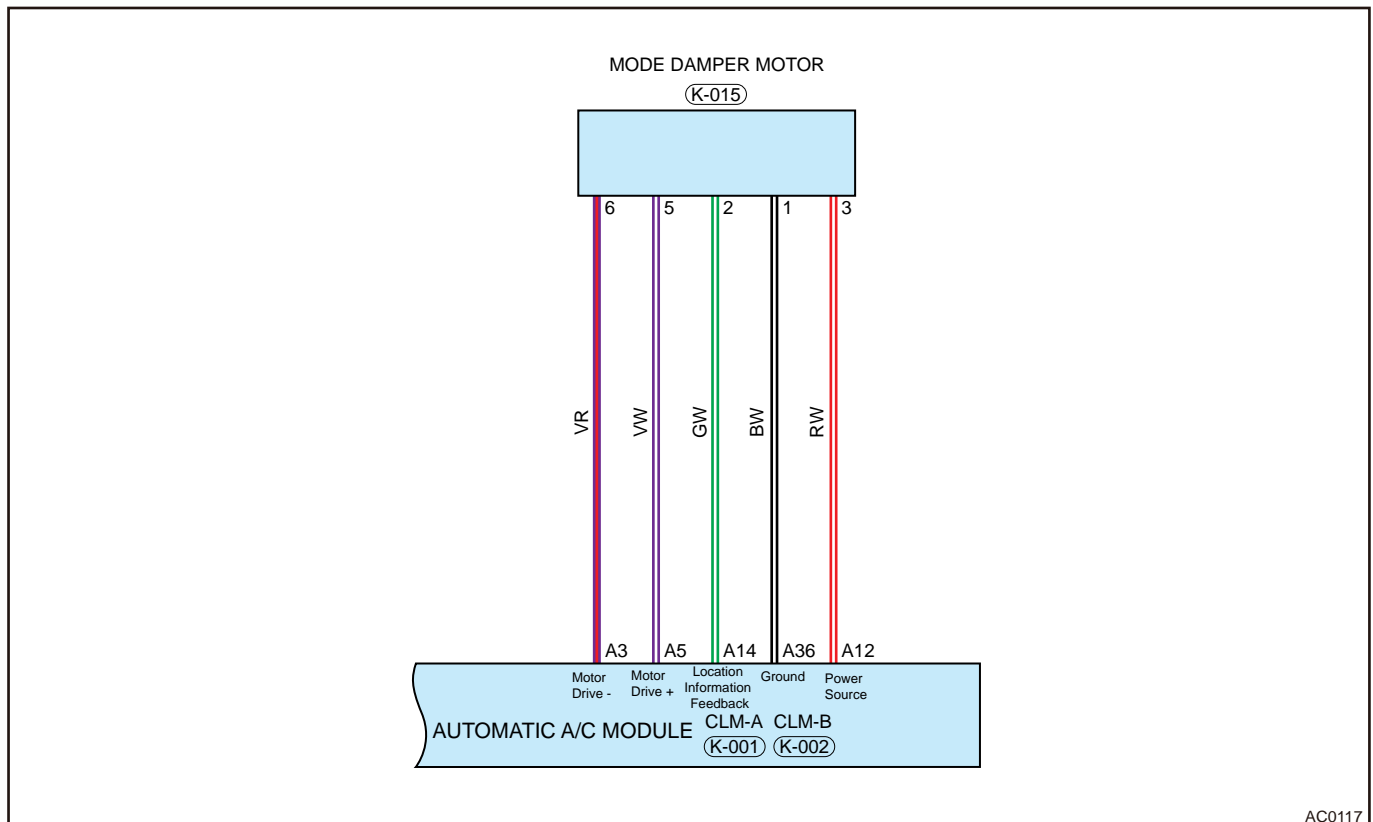 MODE DAMPER MOTOR
K-015
6 5 2 1 3
VR VW GW BW RW
A3 A5 A14 A36 A12
Motor Drive -
Motor Drive +
Location Information Feedback
Ground
Power Source
AUTOMATIC A/C MODULE CLM-A CLM-B
K-001 K-002
AC0117